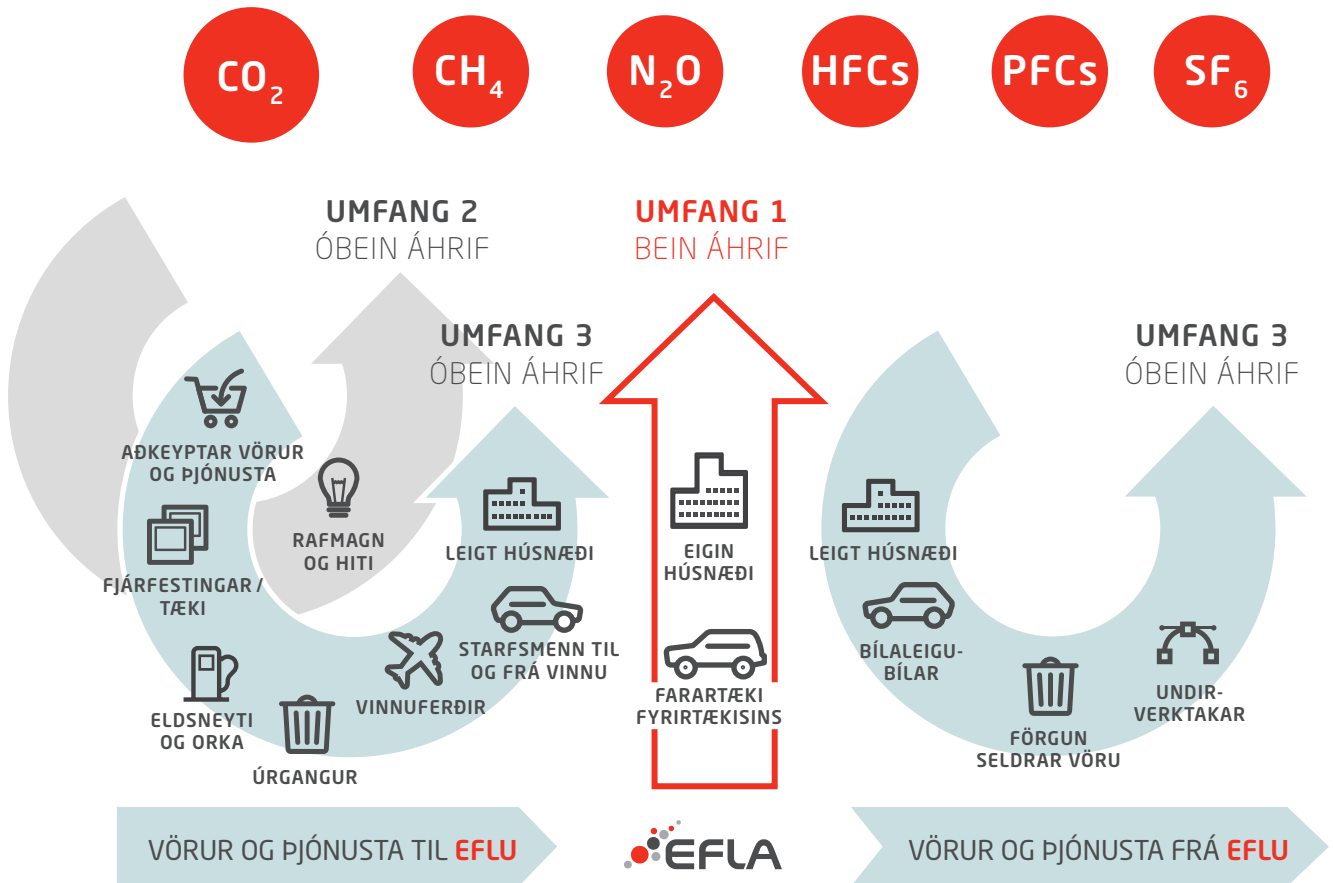 CO₂
CH₄
N₂O
HFCs
PFCs
SF₆
UMFANG 2
ÓBEIN ÁHRIF
UMFANG 1
BEIN ÁHRIF
UMFANG 3
ÓBEIN ÁHRIF
UMFANG 3
ÓBEIN ÁHRIF
AÐKEYPTAR VÖRUR
OG ÞJÓNUSTA
FJÁRFESTINGAR /
TÆKI
ELDSNEYTI
OG ORKA
ÚRGANGUR
VINNUFERÐIR
STARFSMENN TIL
OG FRÁ VINNU
LEIGT HÚSNÆÐI
RAFMAGN
OG HITI
EIGIN
HÚSNÆÐI
FARARTÆKI
FYRIRTÆKISINS
LEIGT HÚSNÆÐI
BÍLALEIGU-
BÍLAR
FÖRGUN
SELDRAR VÖRU
UNDIR-
VERKTAKAR
VÖRUR OG ÞJÓNUSTA TIL EFLU
EFLA
VÖRUR OG ÞJÓNUSTA FRÁ EFLU